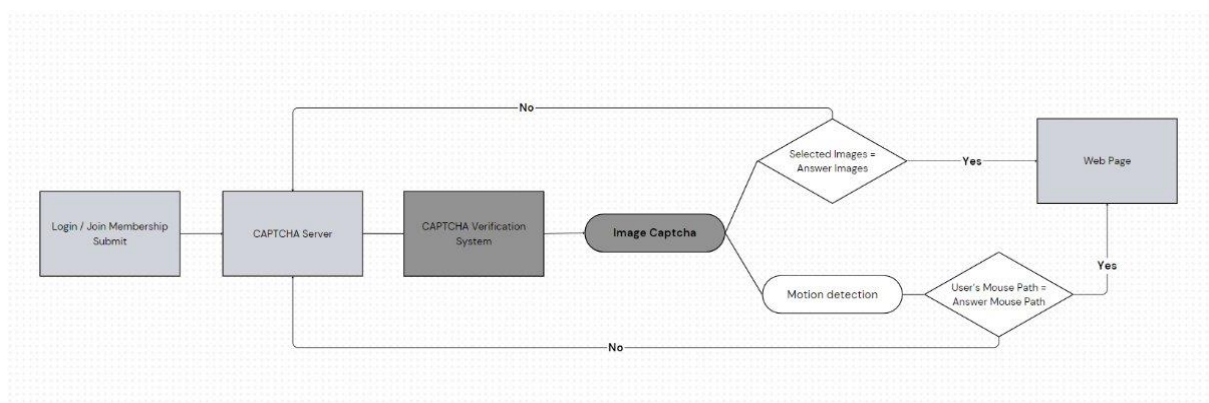 No
Selected Images =
Answer Images
Yes
Web Page
Login / Join Membership
Submit
CAPTCHA Server
CAPTCHA Verification
System
Image Captcha
Motion detection
User's Mouse Path =
Answer Mouse Path
Yes
No